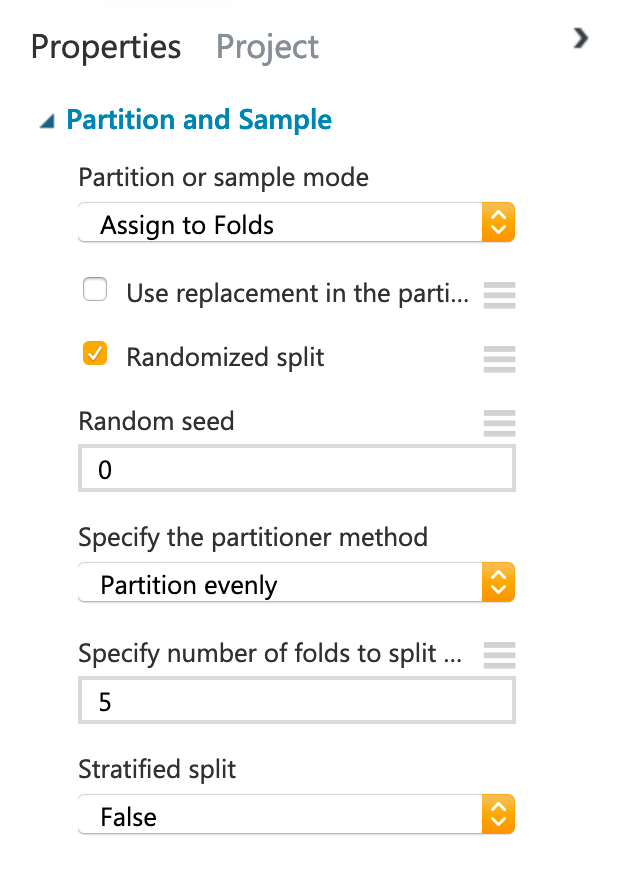 Properties Project
Partition and Sample
Partition or sample mode
Assign to Folds
Use replacement in the parti...
Randomized split
Random seed
0
Specify the partitioner method
Partition evenly
Specify number of folds to split ...
5
Stratified split
False